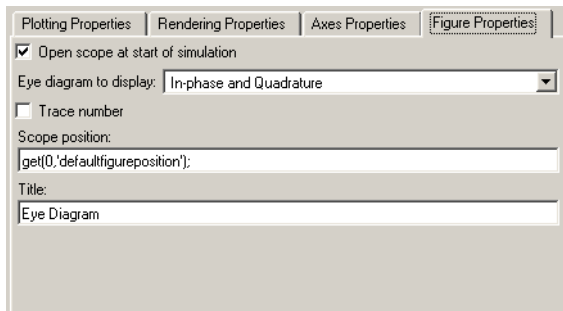 Plotting Properties Rendering Properties Axes Properties Figure Properties
Open scope at start of simulation
Eye diagram to display: In-phase and Quadrature
Trace number
Scope position:
get(0,'defaultfigureposition');
Title:
Eye Diagram